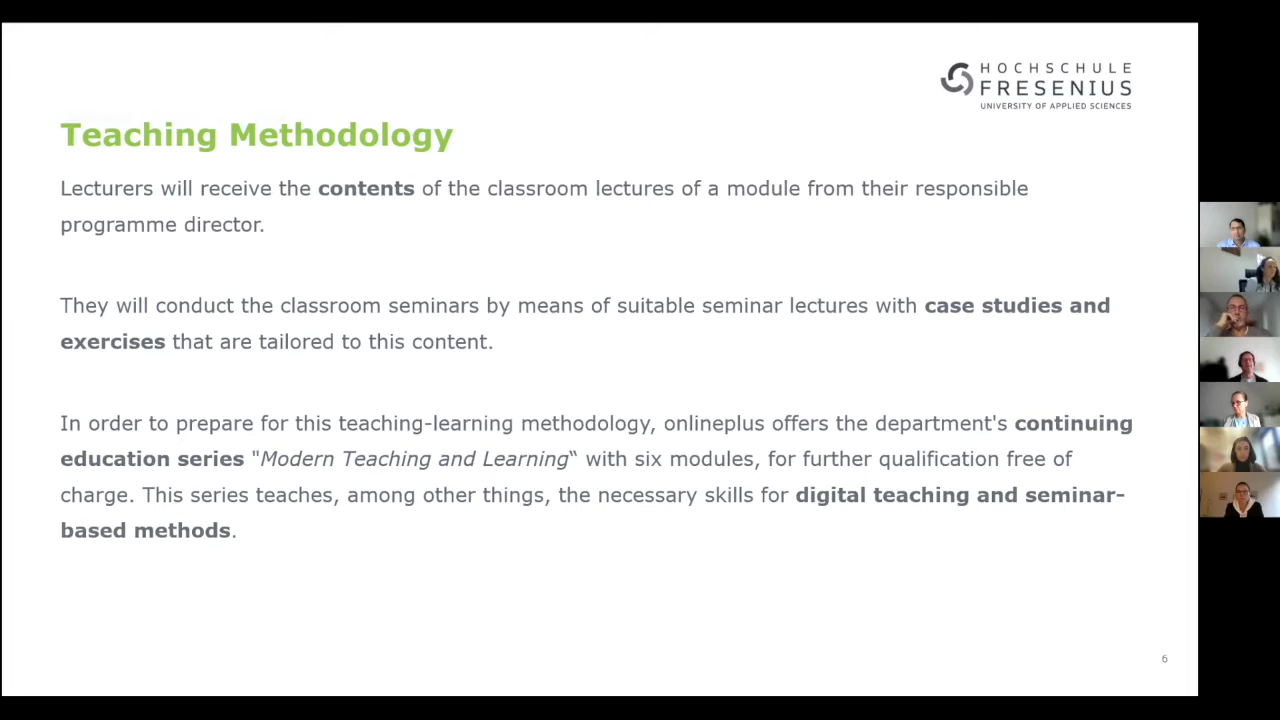 HOCHSCHULE
FRESENIUS
UNIVERSITY OF APPLIED SCIENCES
Teaching Methodology
Lecturers will receive the contents of the classroom lectures of a module from their responsible
programme director.
They will conduct the classroom seminars by means of suitable seminar lectures with case studies and
exercises that are tailored to this content.
In order to prepare for this teaching-learning methodology, onlineplus offers the department's continuing
education series "Modern Teaching and Learning“ with six modules, for further qualification free of
charge. This series teaches, among other things, the necessary skills for digital teaching and seminar-
based methods.
6